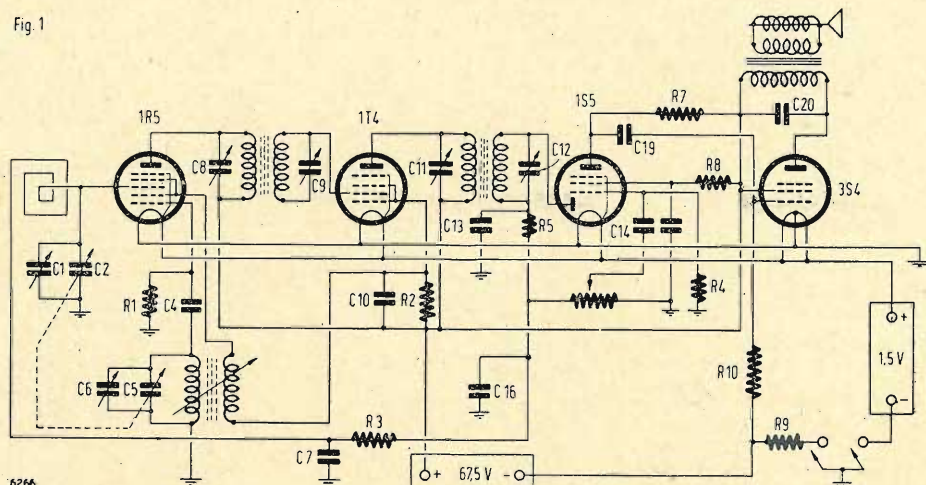 Fig. 1
1R5
1T4
1S5
3S4
R7
C20
C19
C8
C9
C11
C12
R8
C13
R5
C14
C1
C2
R1
C4
C10
R2
R4
C6
C5
C16
R10
1,5 V
+
-
R3
R9
C7
+ 67,5 V -
6266